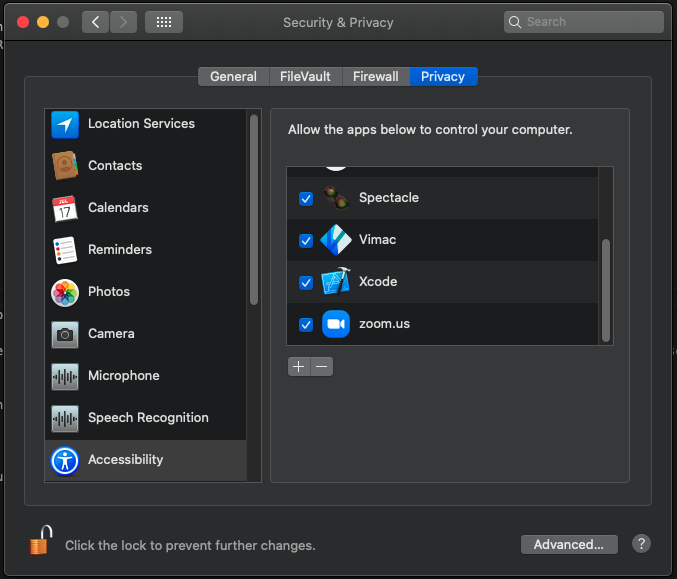 Security & Privacy
Search
General
FileVault
Firewall
Privacy
Location Services
Contacts
JUL
17
Calendars
Reminders
Photos
Camera
Microphone
Speech Recognition
Accessibility
Allow the apps below to control your computer.
Spectacle
Vimac
Xcode
zoom.us
Click the lock to prevent further changes.
Advanced...
?